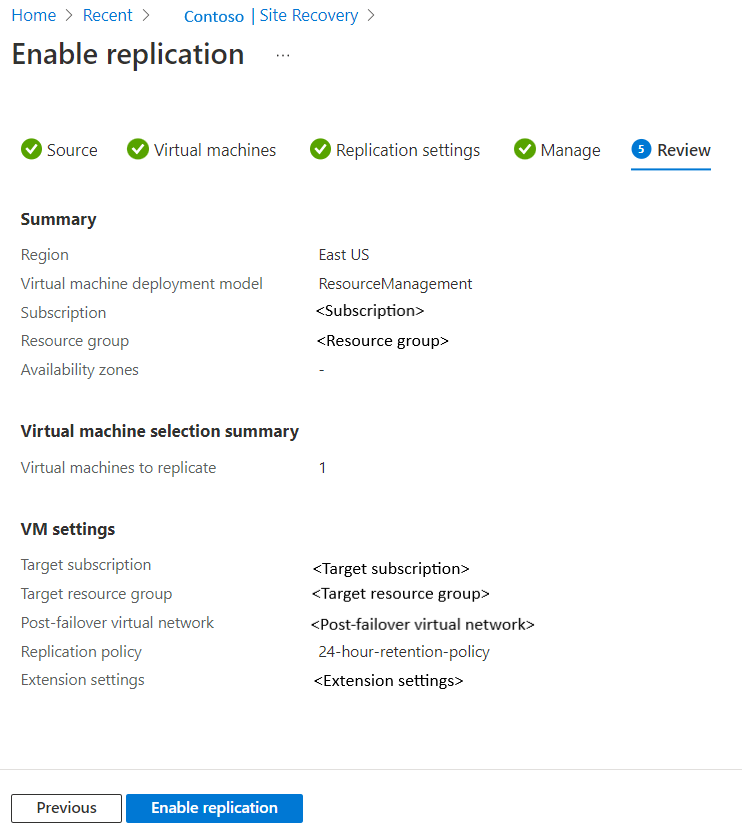 Home > Recent > Contoso | Site Recovery >
Enable replication ...
Source Virtual machines Replication settings Manage 5 Review
Summary
Region East US
Virtual machine deployment model ResourceManagement
Subscription <Subscription>
Resource group <Resource group>
Availability zones -
Virtual machine selection summary
Virtual machines to replicate 1
VM settings
Target subscription <Target subscription>
Target resource group <Target resource group>
Post-failover virtual network <Post-failover virtual network>
Replication policy 24-hour-retention-policy
Extension settings <Extension settings>
Previous Enable replication